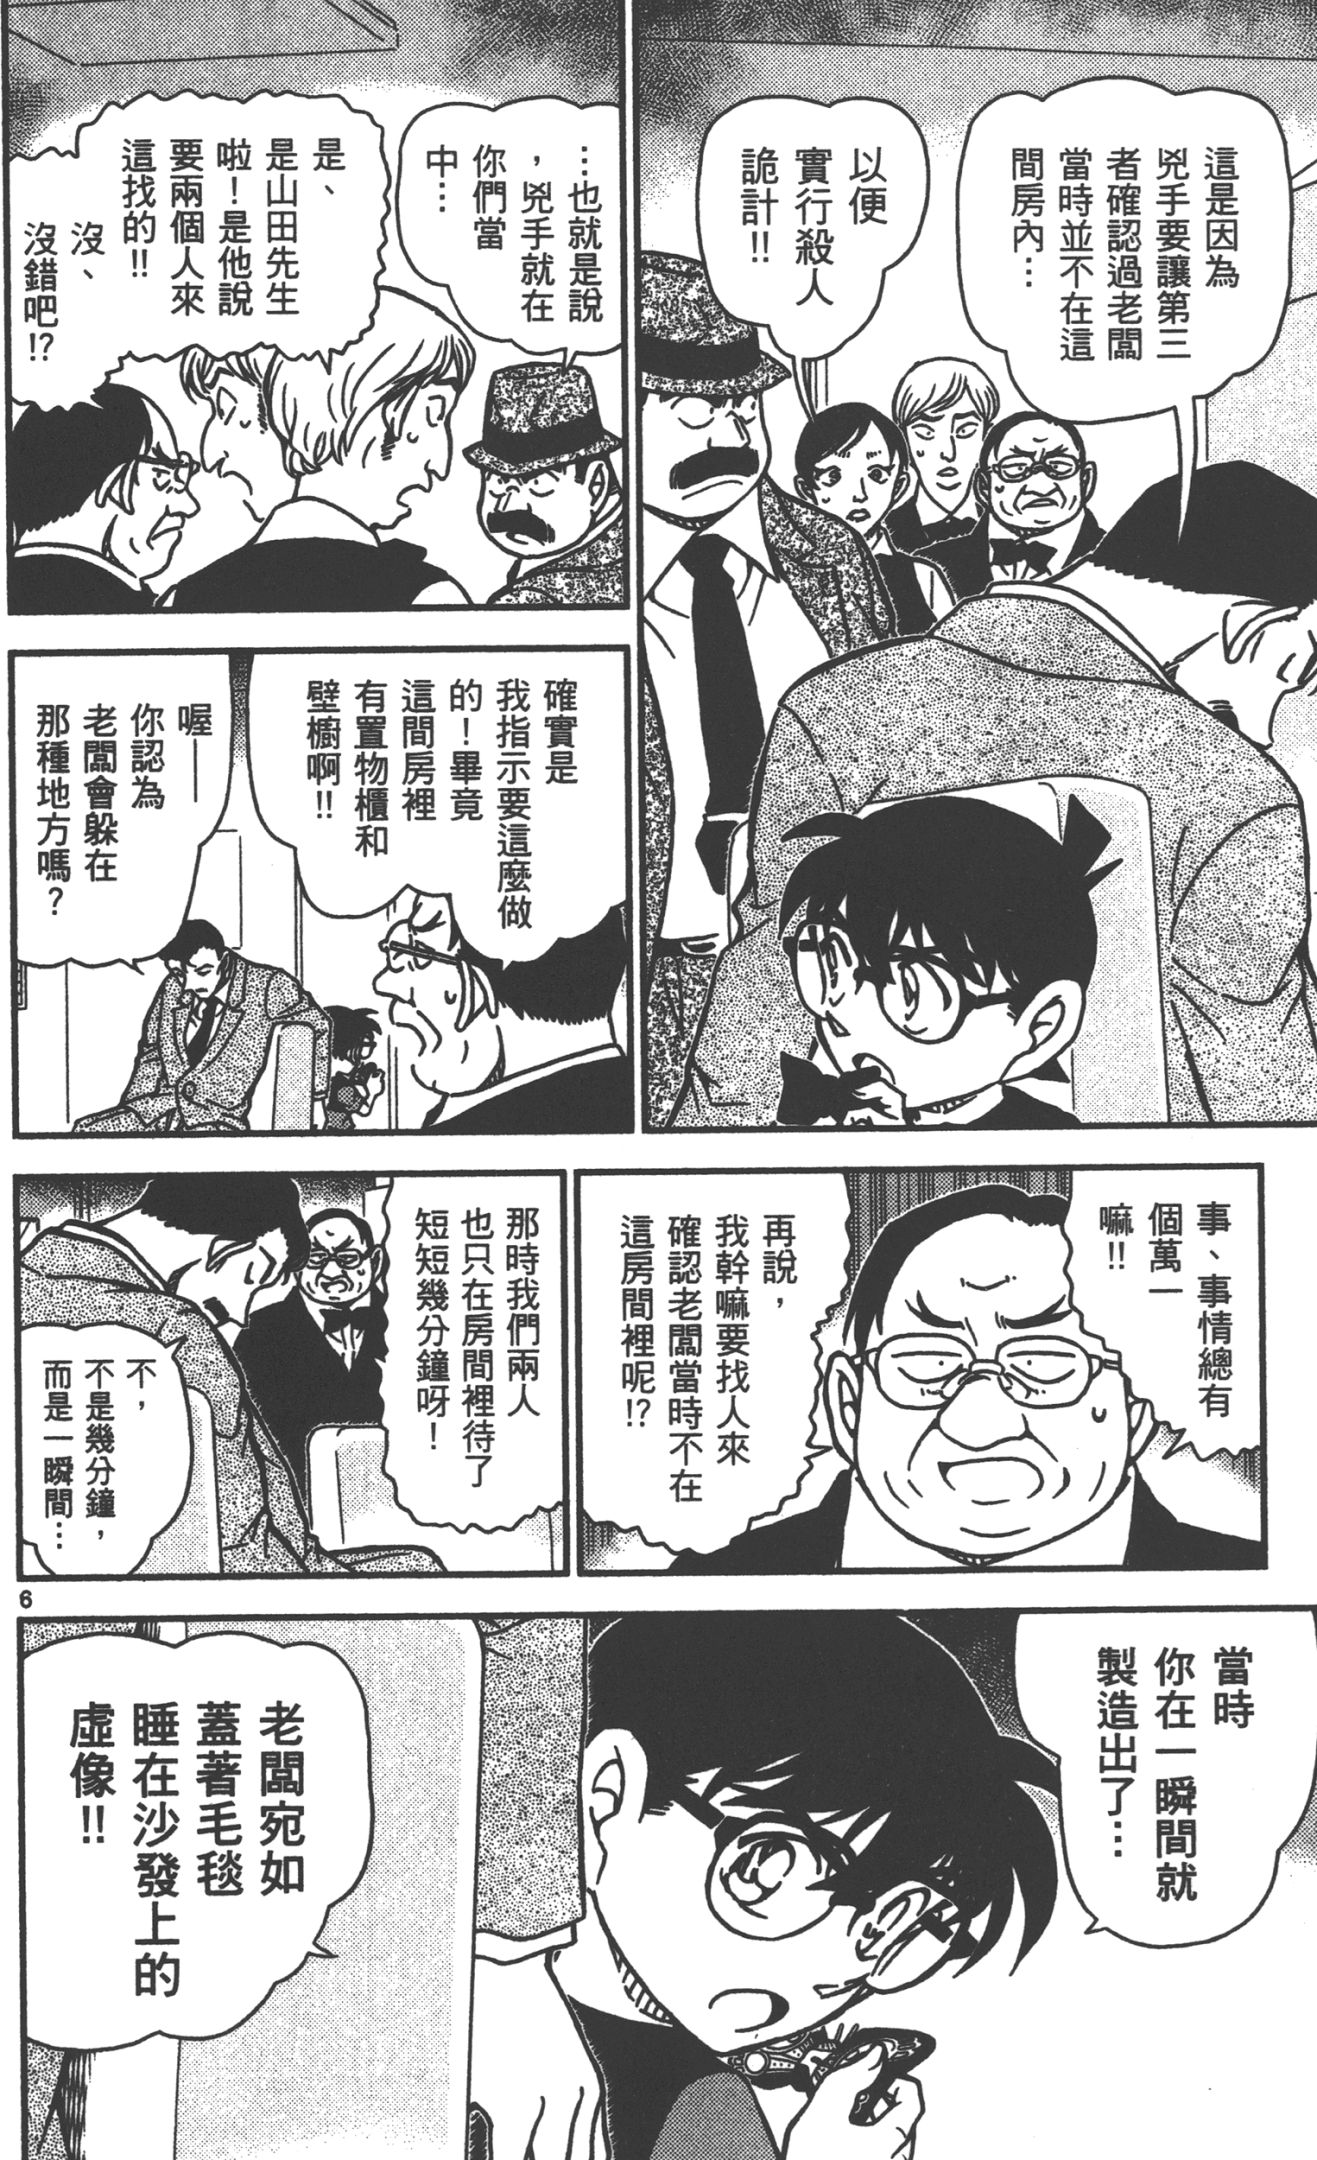 這是因為
兇手要讓第三
者確認過老闆
當時並不在這
間房內…
以便
實行殺人
詭計!!
…也就是說
，兇手就在
你們當
中…
是、
是山田先生
啦！是他說
要兩個人來
這找的!!
沒、
沒錯吧!?
確實是
我指示要這麼做
的！畢竟
這間房裡
有置物櫃和
壁櫥啊!!
喔——
你認為
老闆會躲在
那種地方嗎？
事、事情總有
個萬一
嘛!!
再說，
我幹嘛要找人來
確認老闆當時不在
這房間裡呢!?
那時我們兩人
也只在房間裡待了
短短幾分鐘呀！
不，
不是幾分鐘，
而是一瞬間…
6
當時
你在一瞬間就
製造出了…
老闆宛如
蓋著毛毯
睡在沙發上的
虛像!!